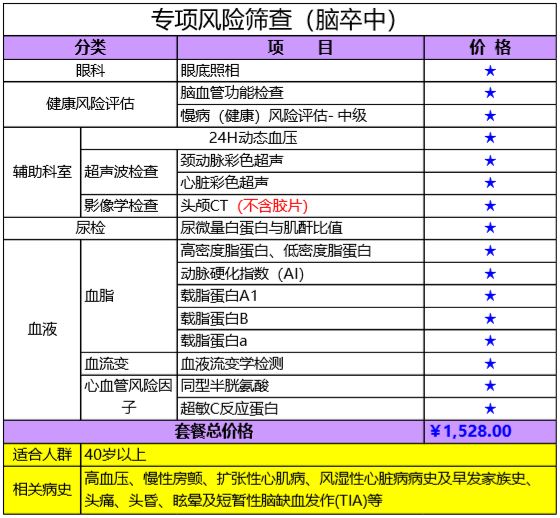 专项风险筛查（脑卒中）
分类 项 目 价 格
眼科 眼底照相 ★
健康风险评估 脑血管功能检查 ★
慢病（健康）风险评估- 中级 ★
辅助科室 24H动态血压 ★
超声波检查 颈动脉彩色超声 ★
心脏彩色超声 ★
影像学检查 头颅CT（不含胶片） ★
尿检 尿微量白蛋白与肌酐比值 ★
血液 血脂 高密度脂蛋白、低密度脂蛋白 ★
动脉硬化指数（AI） ★
载脂蛋白A1 ★
载脂蛋白B ★
载脂蛋白a ★
血流变 血液流变学检测 ★
心血管风险因子 同型半胱氨酸 ★
超敏C反应蛋白 ★
套餐总价格 ￥1,528.00
适合人群 40岁以上
相关病史 高血压、慢性房颤、扩张性心肌病、风湿性心脏病病史及早发家族史、
头痛、头昏、眩晕及短暂性脑缺血发作(TIA)等